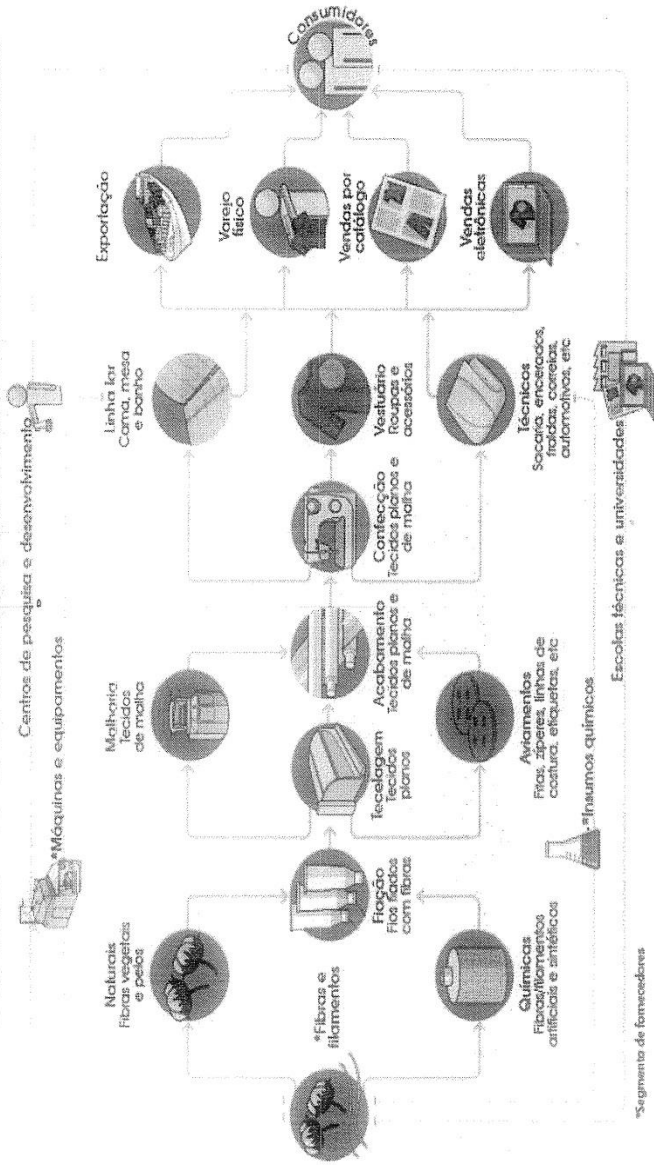 Centros de pesquisa e desenvolvimento
*Máquinas e equipamentos
Naturais
Fibras vegetais
e pelos
*Fibras e
filamentos
Químicas
Fibras/filamentos
artificiais e sintéticos
Fiação
Fios fiados
com fibras
Malharia
Tecidos
de malha
Tecelagem
Tecidos
planos
Aviamentos
Fitas, zíperes, linhas de
costura, etiquetas, etc
Acabamento
Tecidos planos e
de malha
Confecção
Tecidos planos e
de malha
Linha lar
Cama, mesa
e banho
Vestuário
Roupas e
acessórios
Técnicos
Sacaria, encerados,
fraldas, correias,
automotivos, etc
Exportação
Varejo
físico
Vendas por
catálogo
Vendas
eletrônicas
Consumidores
*Insumos químicos
Escolas técnicas e universidades
*Segmento de fornecedores